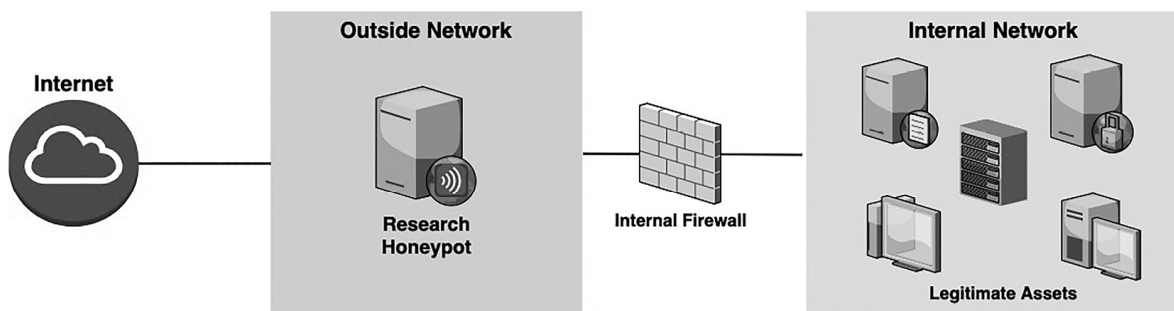 Internet
Outside Network
Research
Honeypot
Internal Firewall
Internal Network
Legitimate Assets